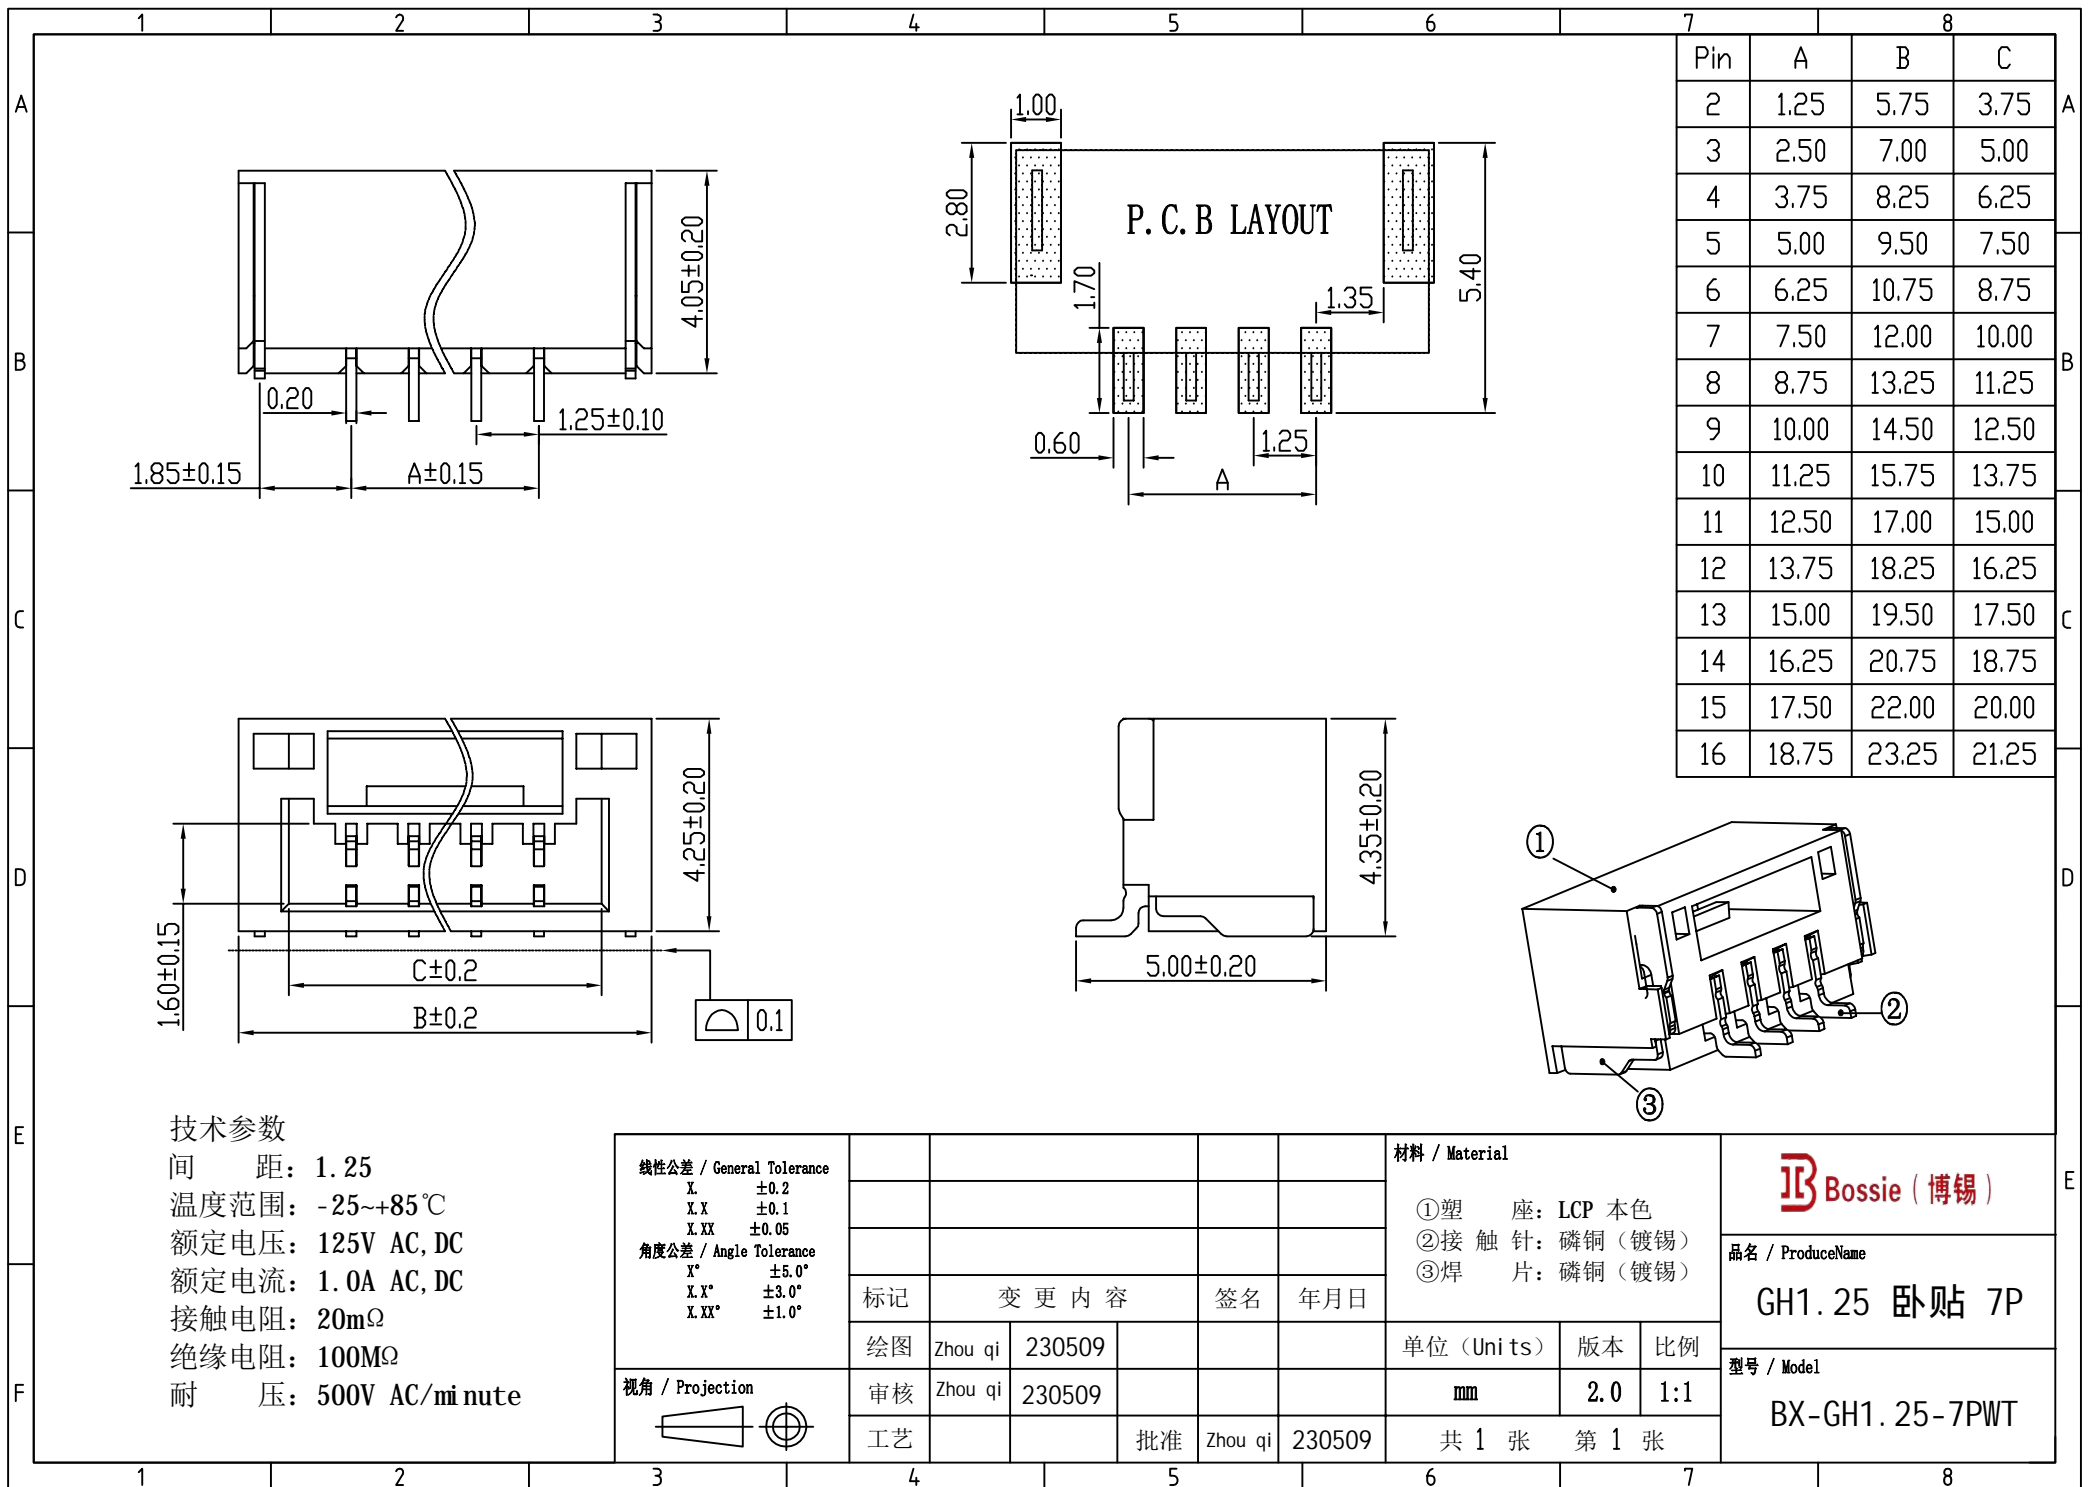 1 2 3 4 5 6 7 8
A
B
C
D
E
F
Pin A B C
2 1.25 5.75 3.75
3 2.50 7.00 5.00
4 3.75 8.25 6.25
5 5.00 9.50 7.50
6 6.25 10.75 8.75
7 7.50 12.00 10.00
8 8.75 13.25 11.25
9 10.00 14.50 12.50
10 11.25 15.75 13.75
11 12.50 17.00 15.00
12 13.75 18.25 16.25
13 15.00 19.50 17.50
14 16.25 20.75 18.75
15 17.50 22.00 20.00
16 18.75 23.25 21.25
A
B
C
D
E
4.05±0.20
0.20
1.25±0.10
1.85±0.15
A±0.15
1.00
2.80
P.C.B LAYOUT
1.70
1.35
5.40
0.60
1.25
A
4.25±0.20
1.60±0.15
C±0.2
B±0.2
0.1
4.35±0.20
5.00±0.20
①
②
③
技术参数
间 距: 1.25
温度范围: -25~+85℃
额定电压: 125V AC,DC
额定电流: 1.0A AC,DC
接触电阻: 20mΩ
绝缘电阻: 100MΩ
耐 压: 500V AC/minute
线性公差 / General Tolerance
X. ±0.2
X.X ±0.1
X.XX ±0.05
角度公差 / Angle Tolerance
X° ±5.0°
X.X° ±3.0°
X.XX° ±1.0°
视角 / Projection
标记 变 更 内 容 签名 年月日
绘图 Zhou qi 230509
审核 Zhou qi 230509
工艺 批准 Zhou qi 230509
材料 / Material
①塑 座: LCP 本色
②接 触 针: 磷铜（镀锡）
③焊 片: 磷铜（镀锡）
单位（Units） 版本 比例
mm 2.0 1:1
共 1 张 第 1 张
Bossie（博锡）
品名 / ProduceName
GH1.25 卧贴 7P
型号 / Model
BX-GH1.25-7PWT
1 2 3 4 5 6 7 8